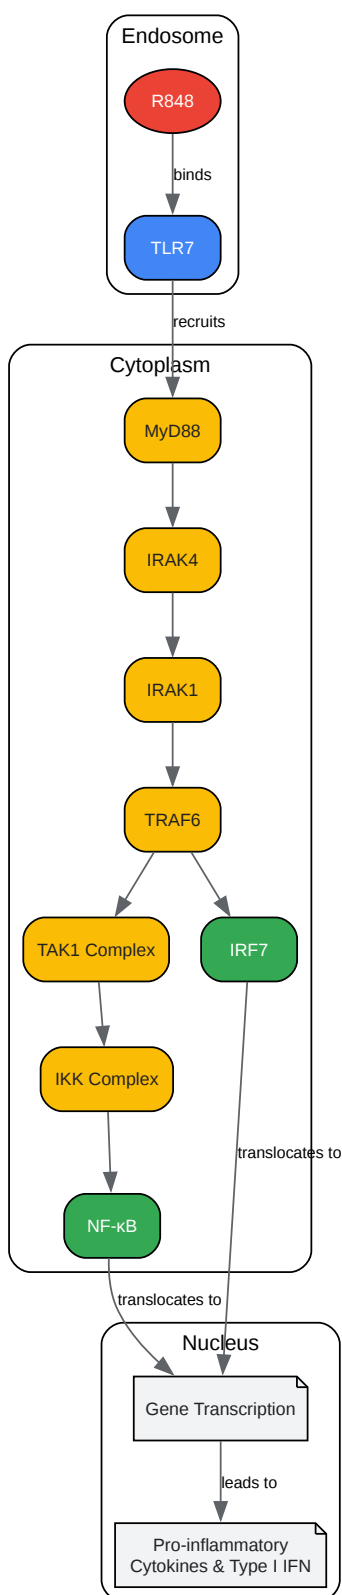 Endosome
R848
binds
TLR7
recruits
Cytoplasm
MyD88
IRAK4
IRAK1
TRAF6
TAK1 Complex
IRF7
IKK Complex
translocates to
NF-κB
translocates to
Nucleus
Gene Transcription
leads to
Pro-inflammatory
Cytokines & Type I IFN